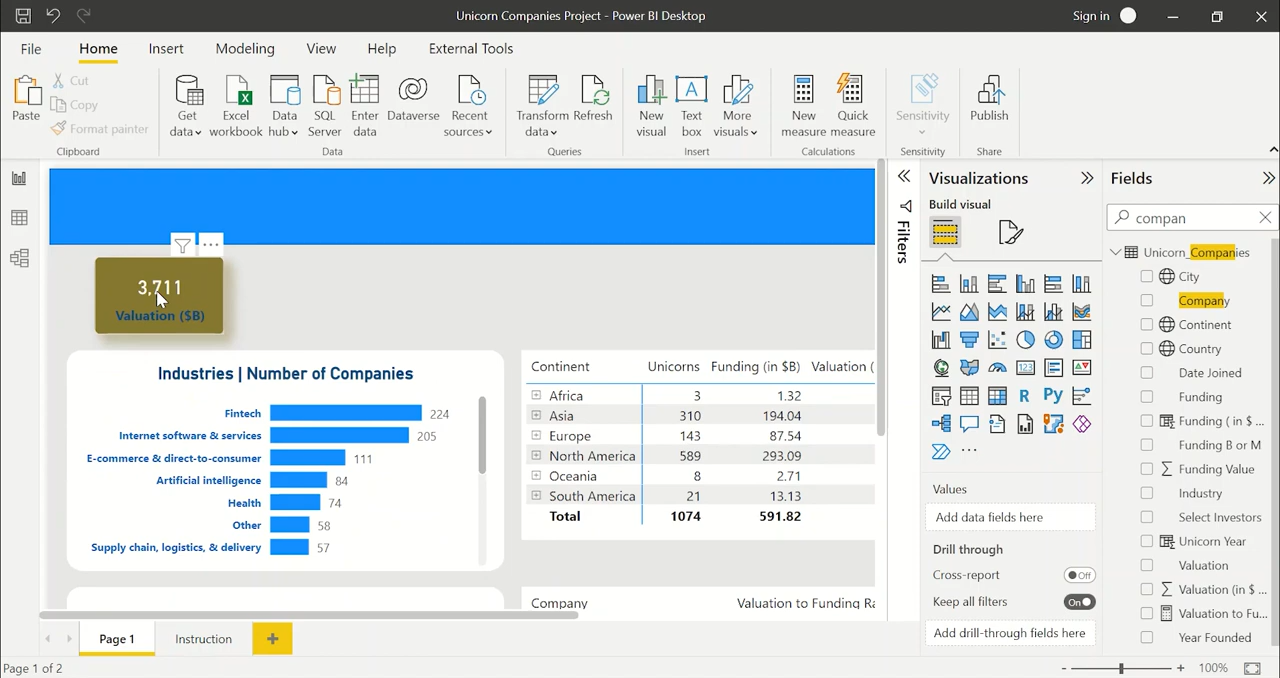 Unicorn Companies Project - Power BI Desktop
Sign in
File Home Insert Modeling View Help External Tools
Paste
Cut
Copy
Format painter
Clipboard
Get data
Excel workbook
Data hub
SQL Server
Enter data
Dataverse
Recent sources
Data
Transform data
Refresh
Queries
New visual
Text box
More visuals
Insert
New measure
Quick measure
Calculations
Sensitivity
Sensitivity
Publish
Share
3,711
Valuation ($B)
Industries | Number of Companies
Fintech 224
Internet software & services 205
E-commerce & direct-to-consumer 111
Artificial intelligence 84
Health 74
Other 58
Supply chain, logistics, & delivery 57
Continent Unicorns Funding (in $B) Valuation (
Africa 3 1.32
Asia 310 194.04
Europe 143 87.54
North America 589 293.09
Oceania 8 2.71
South America 21 13.13
Total 1074 591.82
Company Valuation to Funding Ra
Filters
Visualizations
Build visual
Values
Add data fields here
Drill through
Cross-report Off
Keep all filters On
Add drill-through fields here
Fields
compan
Unicorn_Companies
City
Company
Continent
Country
Date Joined
Funding
Funding ( in $ ...
Funding B or M
Funding Value
Industry
Select Investors
Unicorn Year
Valuation
Valuation (in $ ...
Valuation to Fu...
Year Founded
Page 1 Instruction
Page 1 of 2
- + 100%